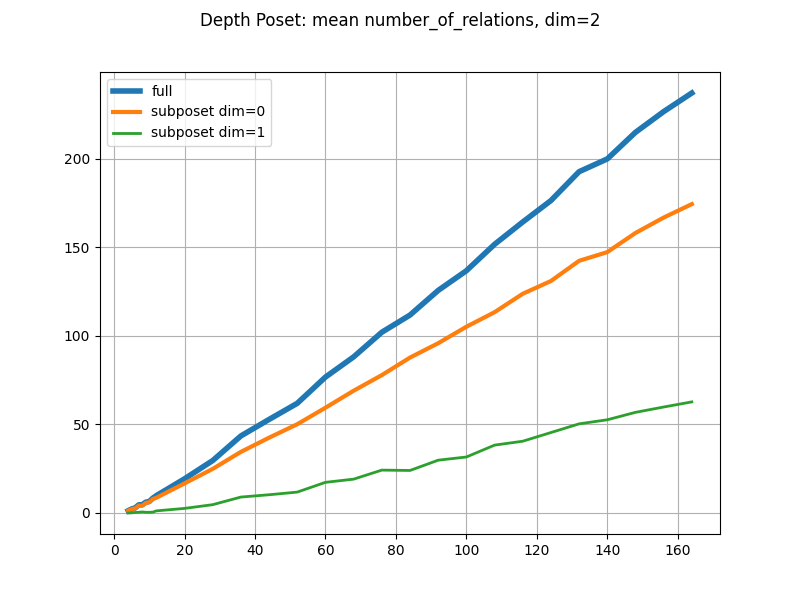 Depth Poset: mean number_of_relations, dim=2
full
subposet dim=0
subposet dim=1
200
150
100
50
0
0 20 40 60 80 100 120 140 160